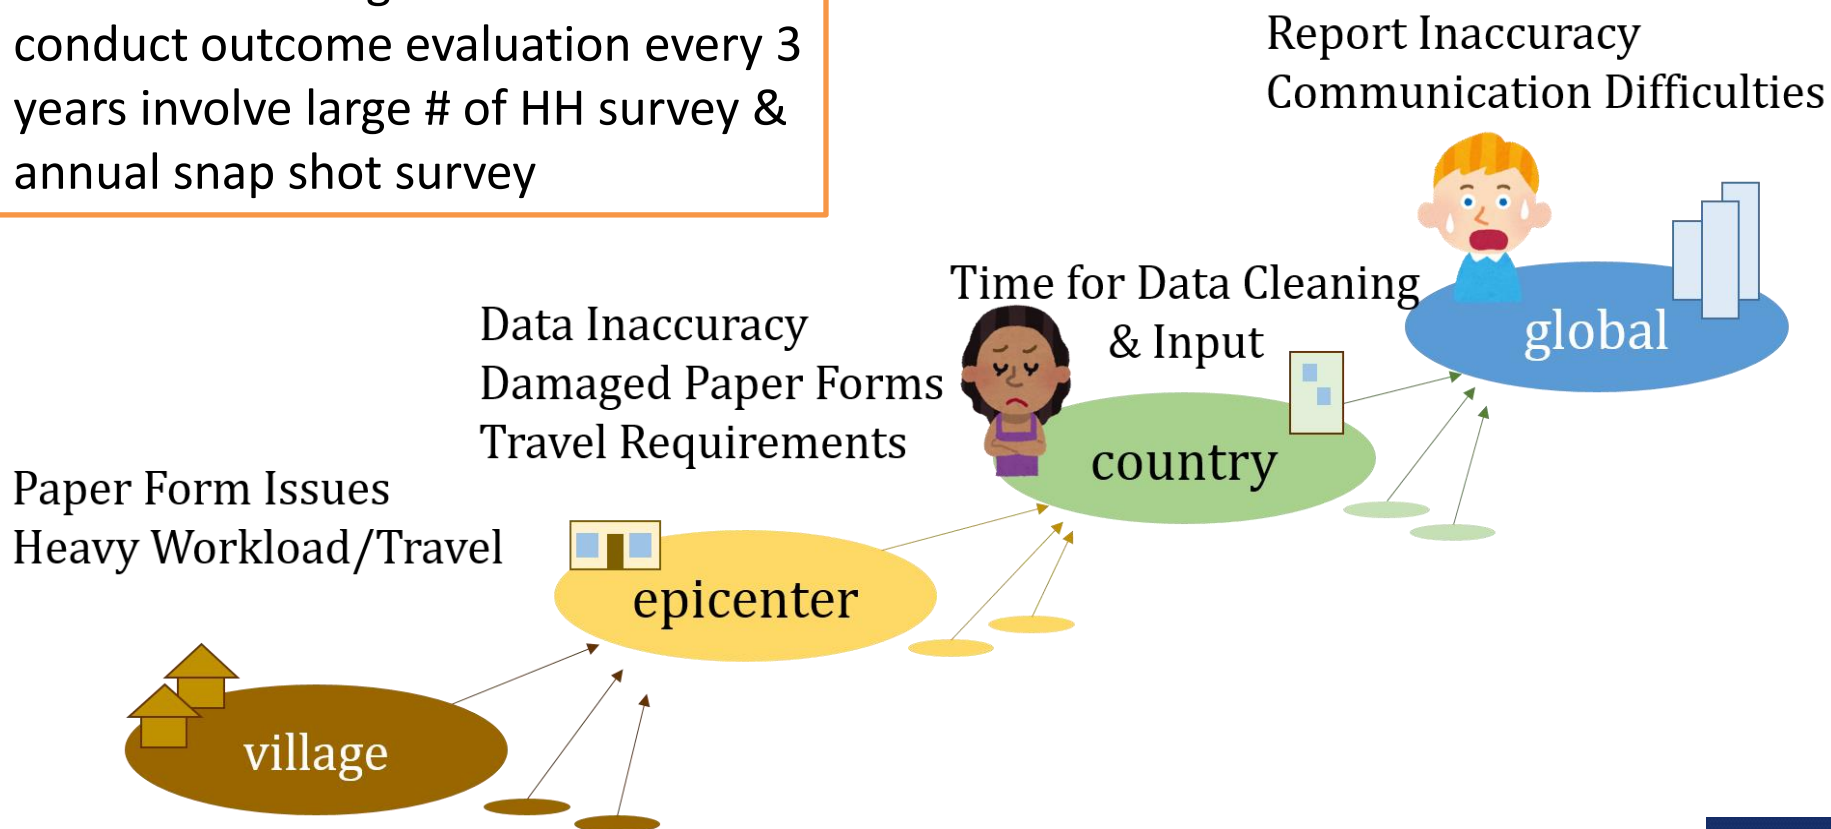 conduct outcome evaluation every 3
years involve large # of HH survey &
annual snap shot survey
Report Inaccuracy
Communication Difficulties
Time for Data Cleaning
& Input
global
Data Inaccuracy
Damaged Paper Forms
Travel Requirements
country
Paper Form Issues
Heavy Workload/Travel
epicenter
village